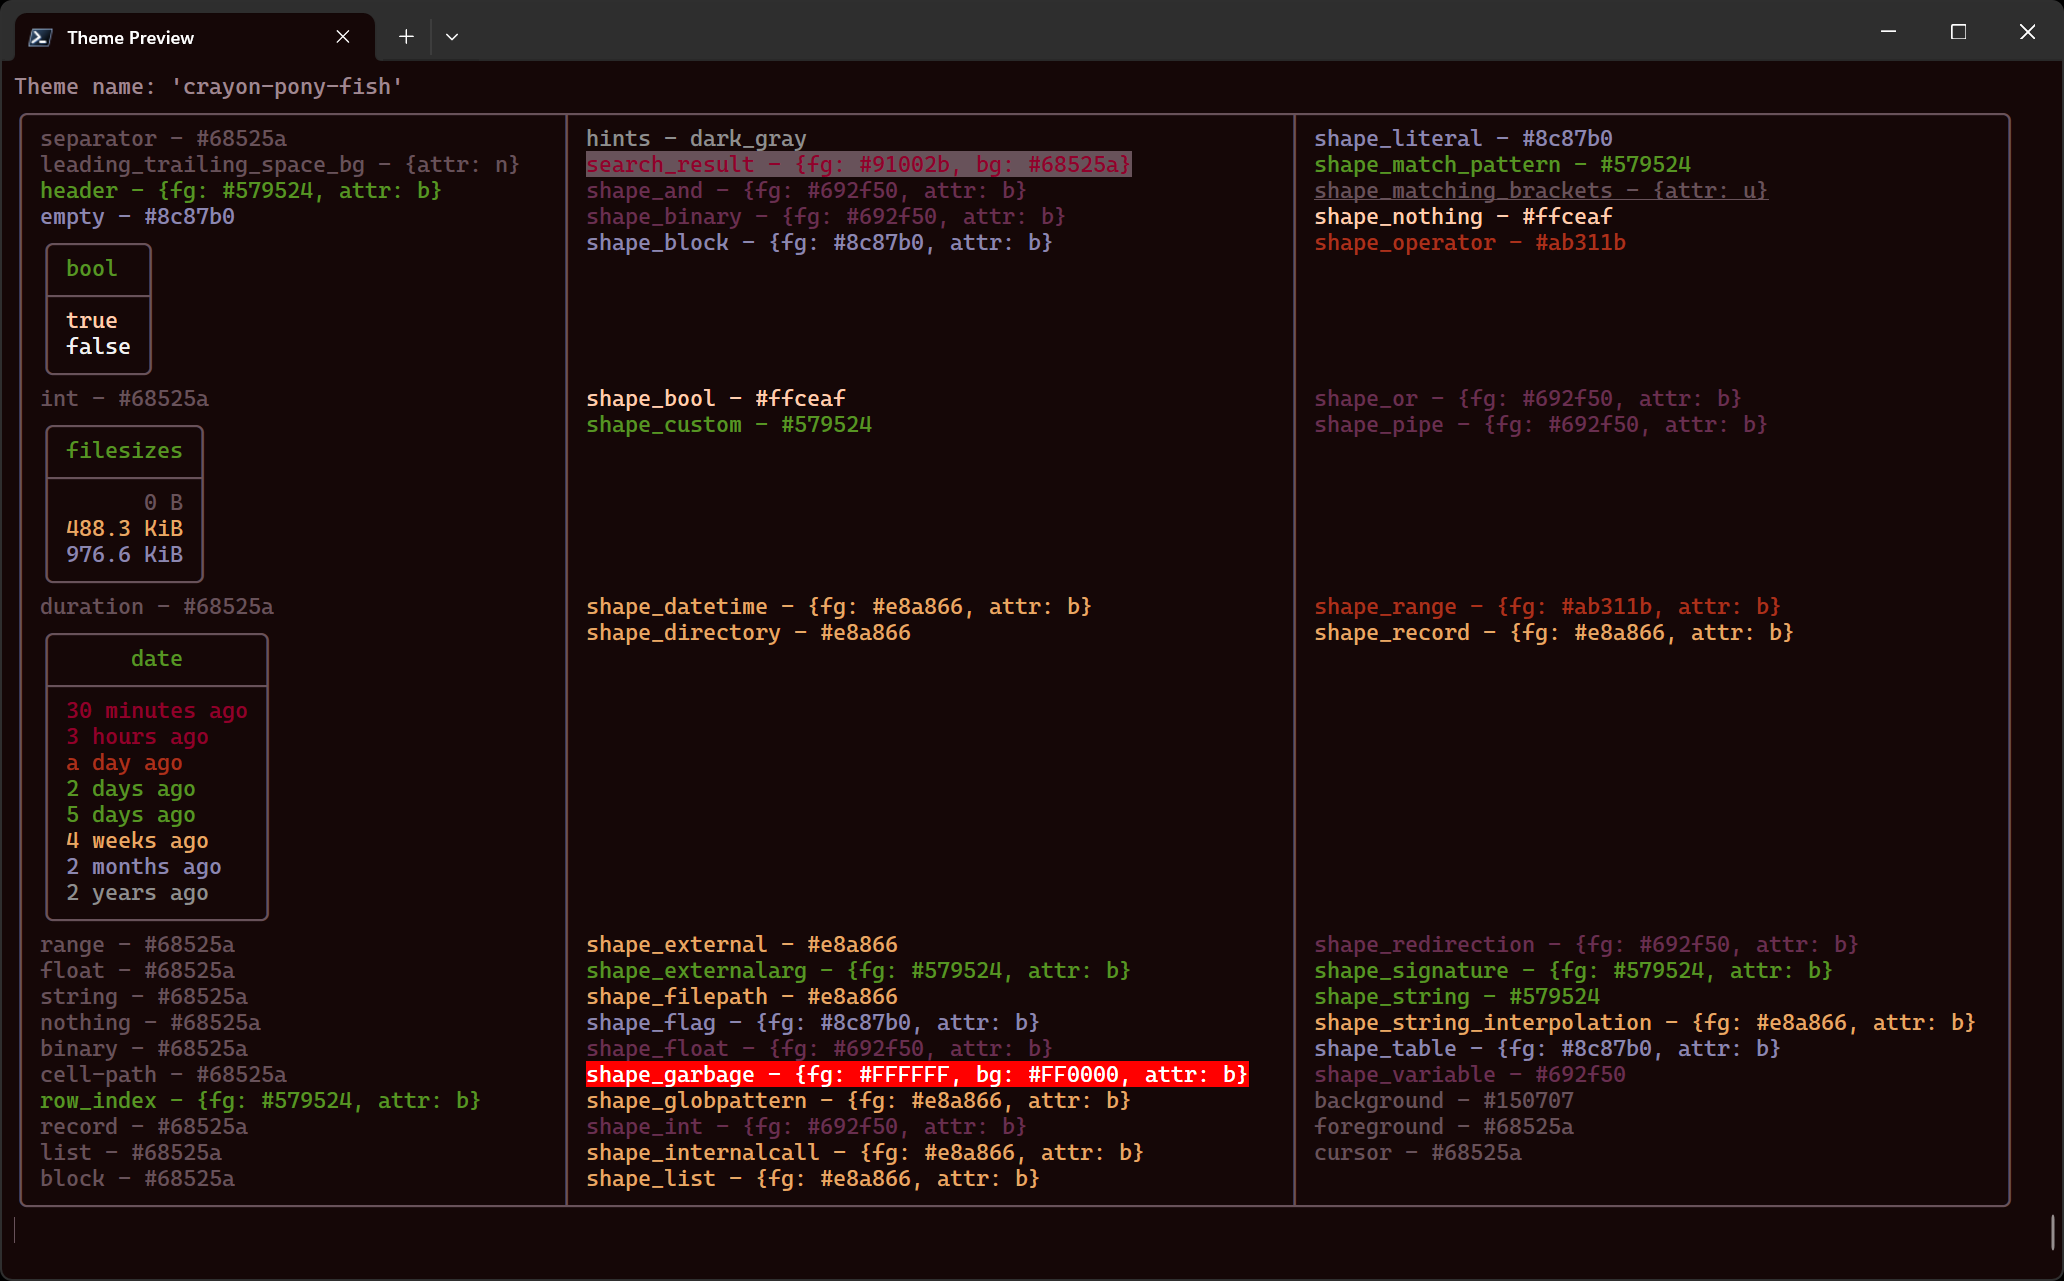 Theme Preview
Theme name: 'crayon-pony-fish'
separator - #68525a
leading_trailing_space_bg - {attr: n}
header - {fg: #579524, attr: b}
empty - #8c87b0
bool
true
false
int - #68525a
filesizes
0 B
488.3 KiB
976.6 KiB
duration - #68525a
date
30 minutes ago
3 hours ago
a day ago
2 days ago
5 days ago
4 weeks ago
2 months ago
2 years ago
range - #68525a
float - #68525a
string - #68525a
nothing - #68525a
binary - #68525a
cell-path - #68525a
row_index - {fg: #579524, attr: b}
record - #68525a
list - #68525a
block - #68525a
hints - dark_gray
search_result - {fg: #91002b, bg: #68525a}
shape_and - {fg: #692f50, attr: b}
shape_binary - {fg: #692f50, attr: b}
shape_block - {fg: #8c87b0, attr: b}
shape_bool - #ffceaf
shape_custom - #579524
shape_datetime - {fg: #e8a866, attr: b}
shape_directory - #e8a866
shape_external - #e8a866
shape_externalarg - {fg: #579524, attr: b}
shape_filepath - #e8a866
shape_flag - {fg: #8c87b0, attr: b}
shape_float - {fg: #692f50, attr: b}
shape_garbage - {fg: #FFFFFF, bg: #FF0000, attr: b}
shape_globpattern - {fg: #e8a866, attr: b}
shape_int - {fg: #692f50, attr: b}
shape_internalcall - {fg: #e8a866, attr: b}
shape_list - {fg: #e8a866, attr: b}
shape_literal - #8c87b0
shape_match_pattern - #579524
shape_matching_brackets - {attr: u}
shape_nothing - #ffceaf
shape_operator - #ab311b
shape_or - {fg: #692f50, attr: b}
shape_pipe - {fg: #692f50, attr: b}
shape_range - {fg: #ab311b, attr: b}
shape_record - {fg: #e8a866, attr: b}
shape_redirection - {fg: #692f50, attr: b}
shape_signature - {fg: #579524, attr: b}
shape_string - #579524
shape_string_interpolation - {fg: #e8a866, attr: b}
shape_table - {fg: #8c87b0, attr: b}
shape_variable - #692f50
background - #150707
foreground - #68525a
cursor - #68525a